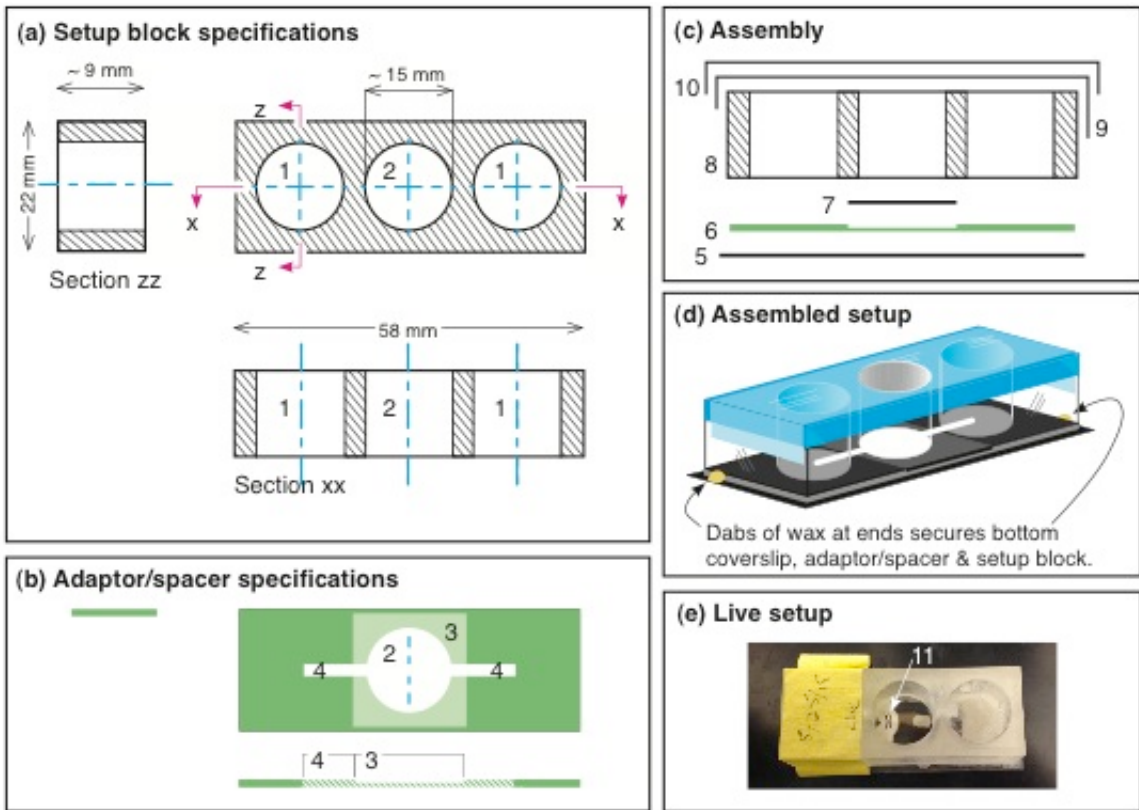 (a) Setup block specifications
~ 9 mm
~ 15 mm
22 mm
z
1
2
1
x
x
z
Section zz
58 mm
1
2
1
Section xx
(b) Adaptor/spacer specifications
2
3
4
4
4
3
(c) Assembly
10
9
8
7
6
5
(d) Assembled setup
Dabs of wax at ends secures bottom
coverslip, adaptor/spacer & setup block.
(e) Live setup
11